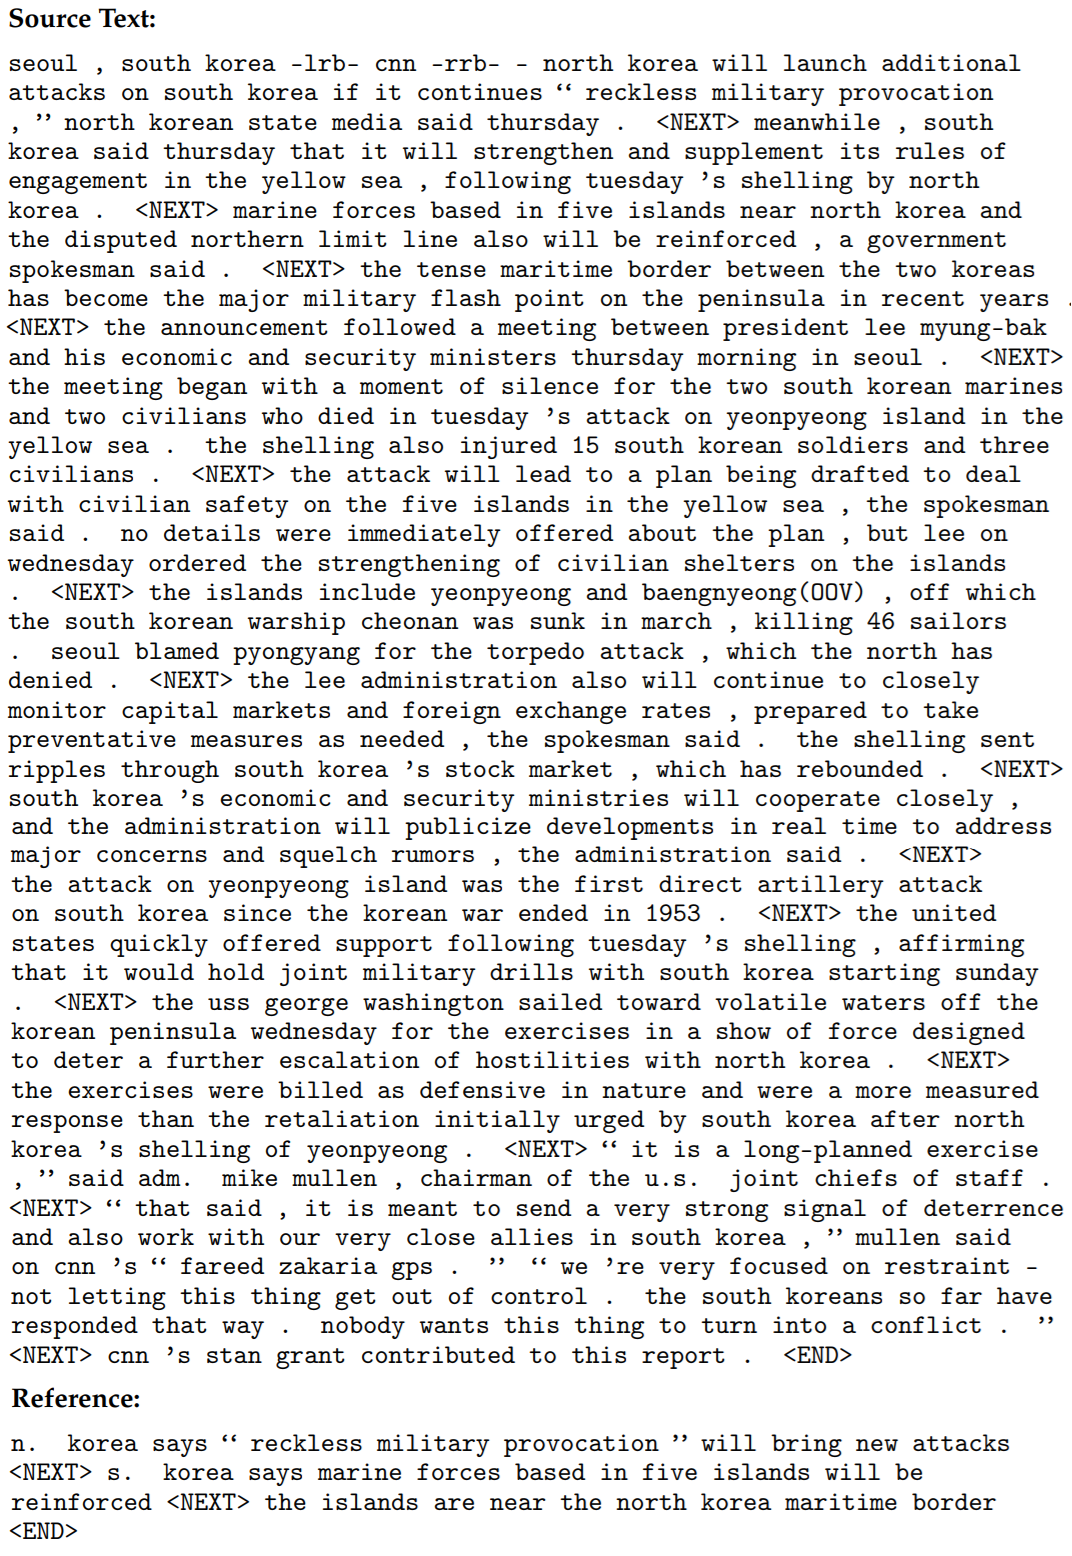 Source Text:
seoul , south korea -lrb- cnn -rrb- - north korea will launch additional
attacks on south korea if it continues “ reckless military provocation
, ” north korean state media said thursday .  <NEXT> meanwhile , south
korea said thursday that it will strengthen and supplement its rules of
engagement in the yellow sea , following tuesday ’s shelling by north
korea .  <NEXT> marine forces based in five islands near north korea and
the disputed northern limit line also will be reinforced , a government
spokesman said .  <NEXT> the tense maritime border between the two koreas
has become the major military flash point on the peninsula in recent years .
<NEXT> the announcement followed a meeting between president lee myung-bak
and his economic and security ministers thursday morning in seoul .  <NEXT>
the meeting began with a moment of silence for the two south korean marines
and two civilians who died in tuesday ’s attack on yeonpyeong island in the
yellow sea .  the shelling also injured 15 south korean soldiers and three
civilians .  <NEXT> the attack will lead to a plan being drafted to deal
with civilian safety on the five islands in the yellow sea , the spokesman
said .  no details were immediately offered about the plan , but lee on
wednesday ordered the strengthening of civilian shelters on the islands
.  <NEXT> the islands include yeonpyeong and baengnyeong(OOV) , off which
the south korean warship cheonan was sunk in march , killing 46 sailors
.  seoul blamed pyongyang for the torpedo attack , which the north has
denied .  <NEXT> the lee administration also will continue to closely
monitor capital markets and foreign exchange rates , prepared to take
preventative measures as needed , the spokesman said .  the shelling sent
ripples through south korea ’s stock market , which has rebounded .  <NEXT>
south korea ’s economic and security ministries will cooperate closely ,
and the administration will publicize developments in real time to address
major concerns and squelch rumors , the administration said .  <NEXT>
the attack on yeonpyeong island was the first direct artillery attack
on south korea since the korean war ended in 1953 .  <NEXT> the united
states quickly offered support following tuesday ’s shelling , affirming
that it would hold joint military drills with south korea starting sunday
.  <NEXT> the uss george washington sailed toward volatile waters off the
korean peninsula wednesday for the exercises in a show of force designed
to deter a further escalation of hostilities with north korea .  <NEXT>
the exercises were billed as defensive in nature and were a more measured
response than the retaliation initially urged by south korea after north
korea ’s shelling of yeonpyeong .  <NEXT> “ it is a long-planned exercise
, ” said adm.  mike mullen , chairman of the u.s.  joint chiefs of staff .
<NEXT> “ that said , it is meant to send a very strong signal of deterrence
and also work with our very close allies in south korea , ” mullen said
on cnn ’s “ fareed zakaria gps .  ” “ we ’re very focused on restraint -
not letting this thing get out of control .  the south koreans so far have
responded that way .  nobody wants this thing to turn into a conflict .  ”
<NEXT> cnn ’s stan grant contributed to this report .  <END>
Reference:
n.  korea says “ reckless military provocation ” will bring new attacks
<NEXT> s.  korea says marine forces based in five islands will be
reinforced <NEXT> the islands are near the north korea maritime border
<END>